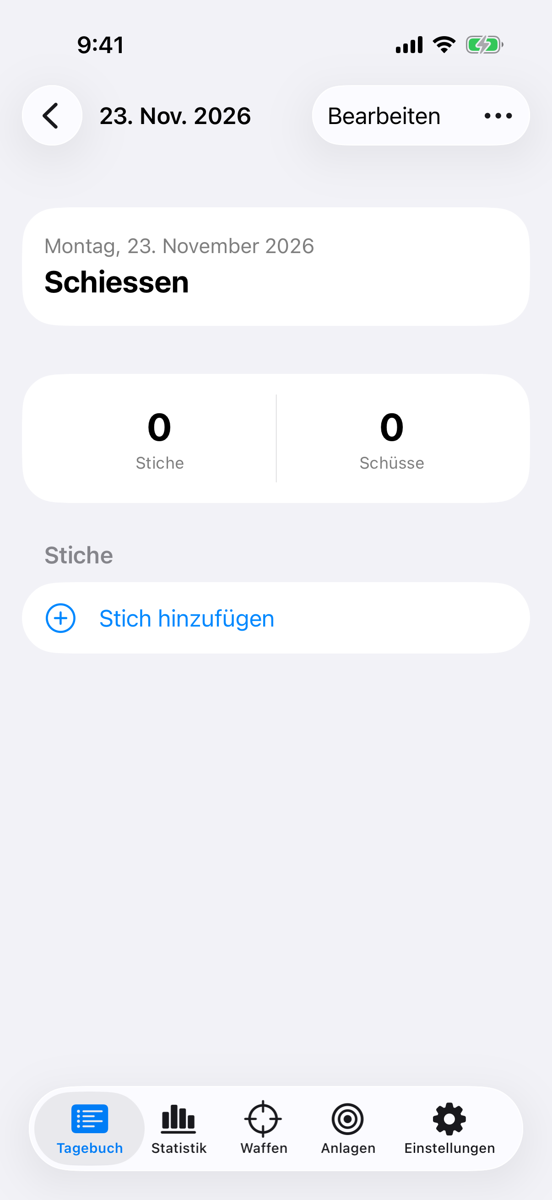 9:41
23. Nov. 2026
Bearbeiten
Montag, 23. November 2026
Schiessen
0
Stiche
0
Schüsse
Stiche
Stich hinzufügen
Tagebuch
Statistik
Waffen
Anlagen
Einstellungen